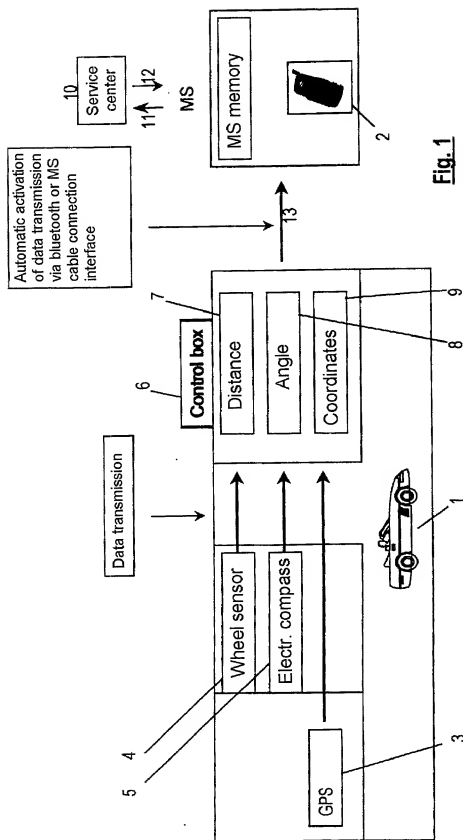 10
Service
center
11
12
MS
MS memory
2
Automatic activation
of data transmission
via bluetooth or MS
cable connection
interface
13
Data transmission
6
Control box
7
Distance
Angle
8
Coordinates
9
4
Wheel sensor
5
Electr. compass
GPS
3
1
Fig. 1